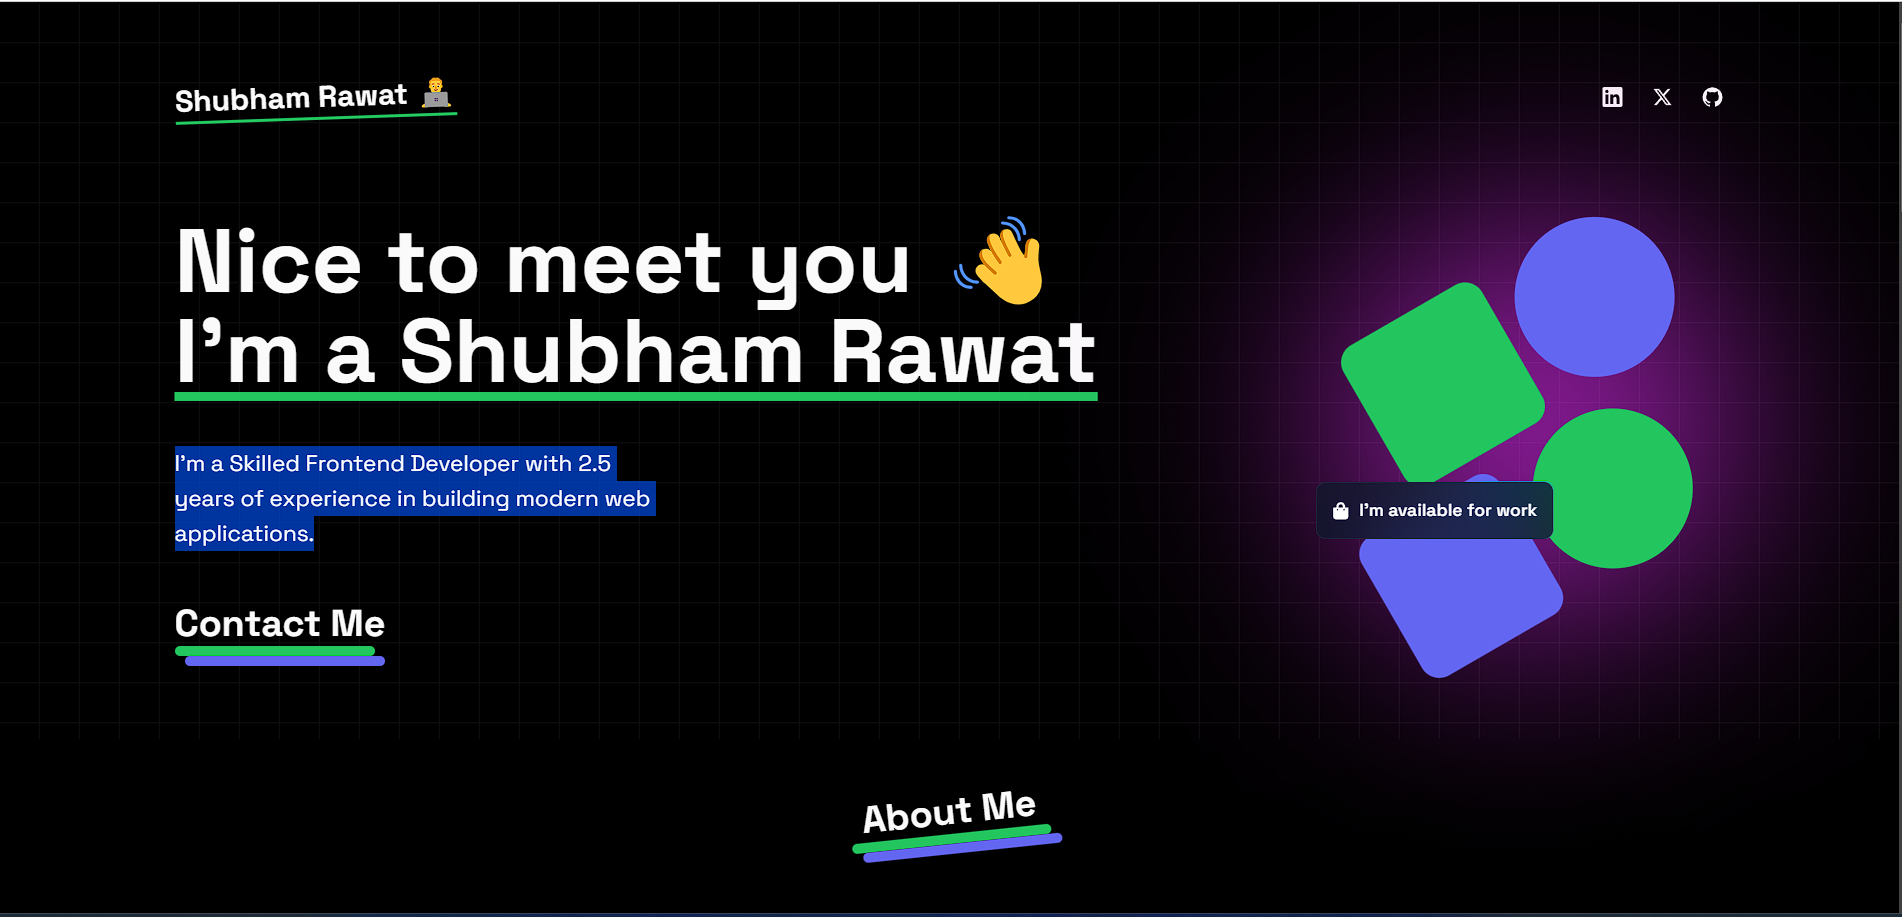 Shubham Rawat
Nice to meet you
I'm a Shubham Rawat
I'm a Skilled Frontend Developer with 2.5
years of experience in building modern web
applications.
I'm available for work
Contact Me
About Me